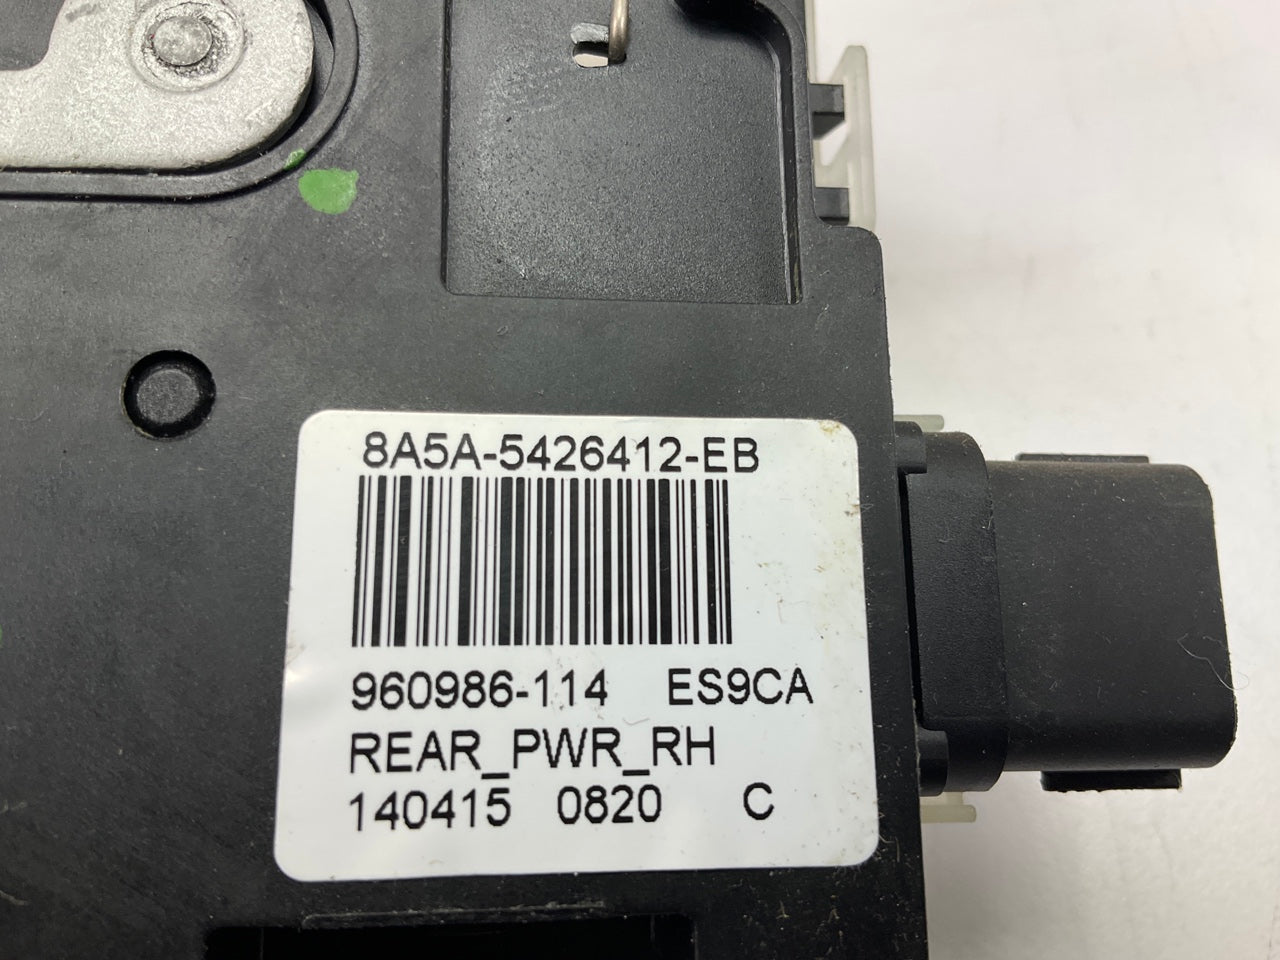 8A5A-5426412-EB
960986-114 ES9CA
REAR_PWR_RH
140415 0820 C